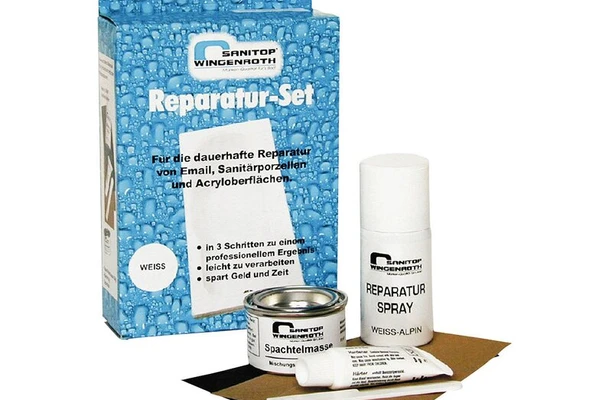 SANITOP
WINGENROTH
Reparatur-Set
Für die dauerhafte Reparatur
von Email, Sanitärporzellan
und Acryloberflächen.
WEISS
• in 3 Schritten zu einem
professionellem Ergebnis
• leicht zu verarbeiten
• spart Geld und Zeit
SANITOP
WINGENROTH
REPARATUR
SPRAY
WEISS-ALPIN
SANITOP
WINGENROTH
Spachtelmasse
Härter